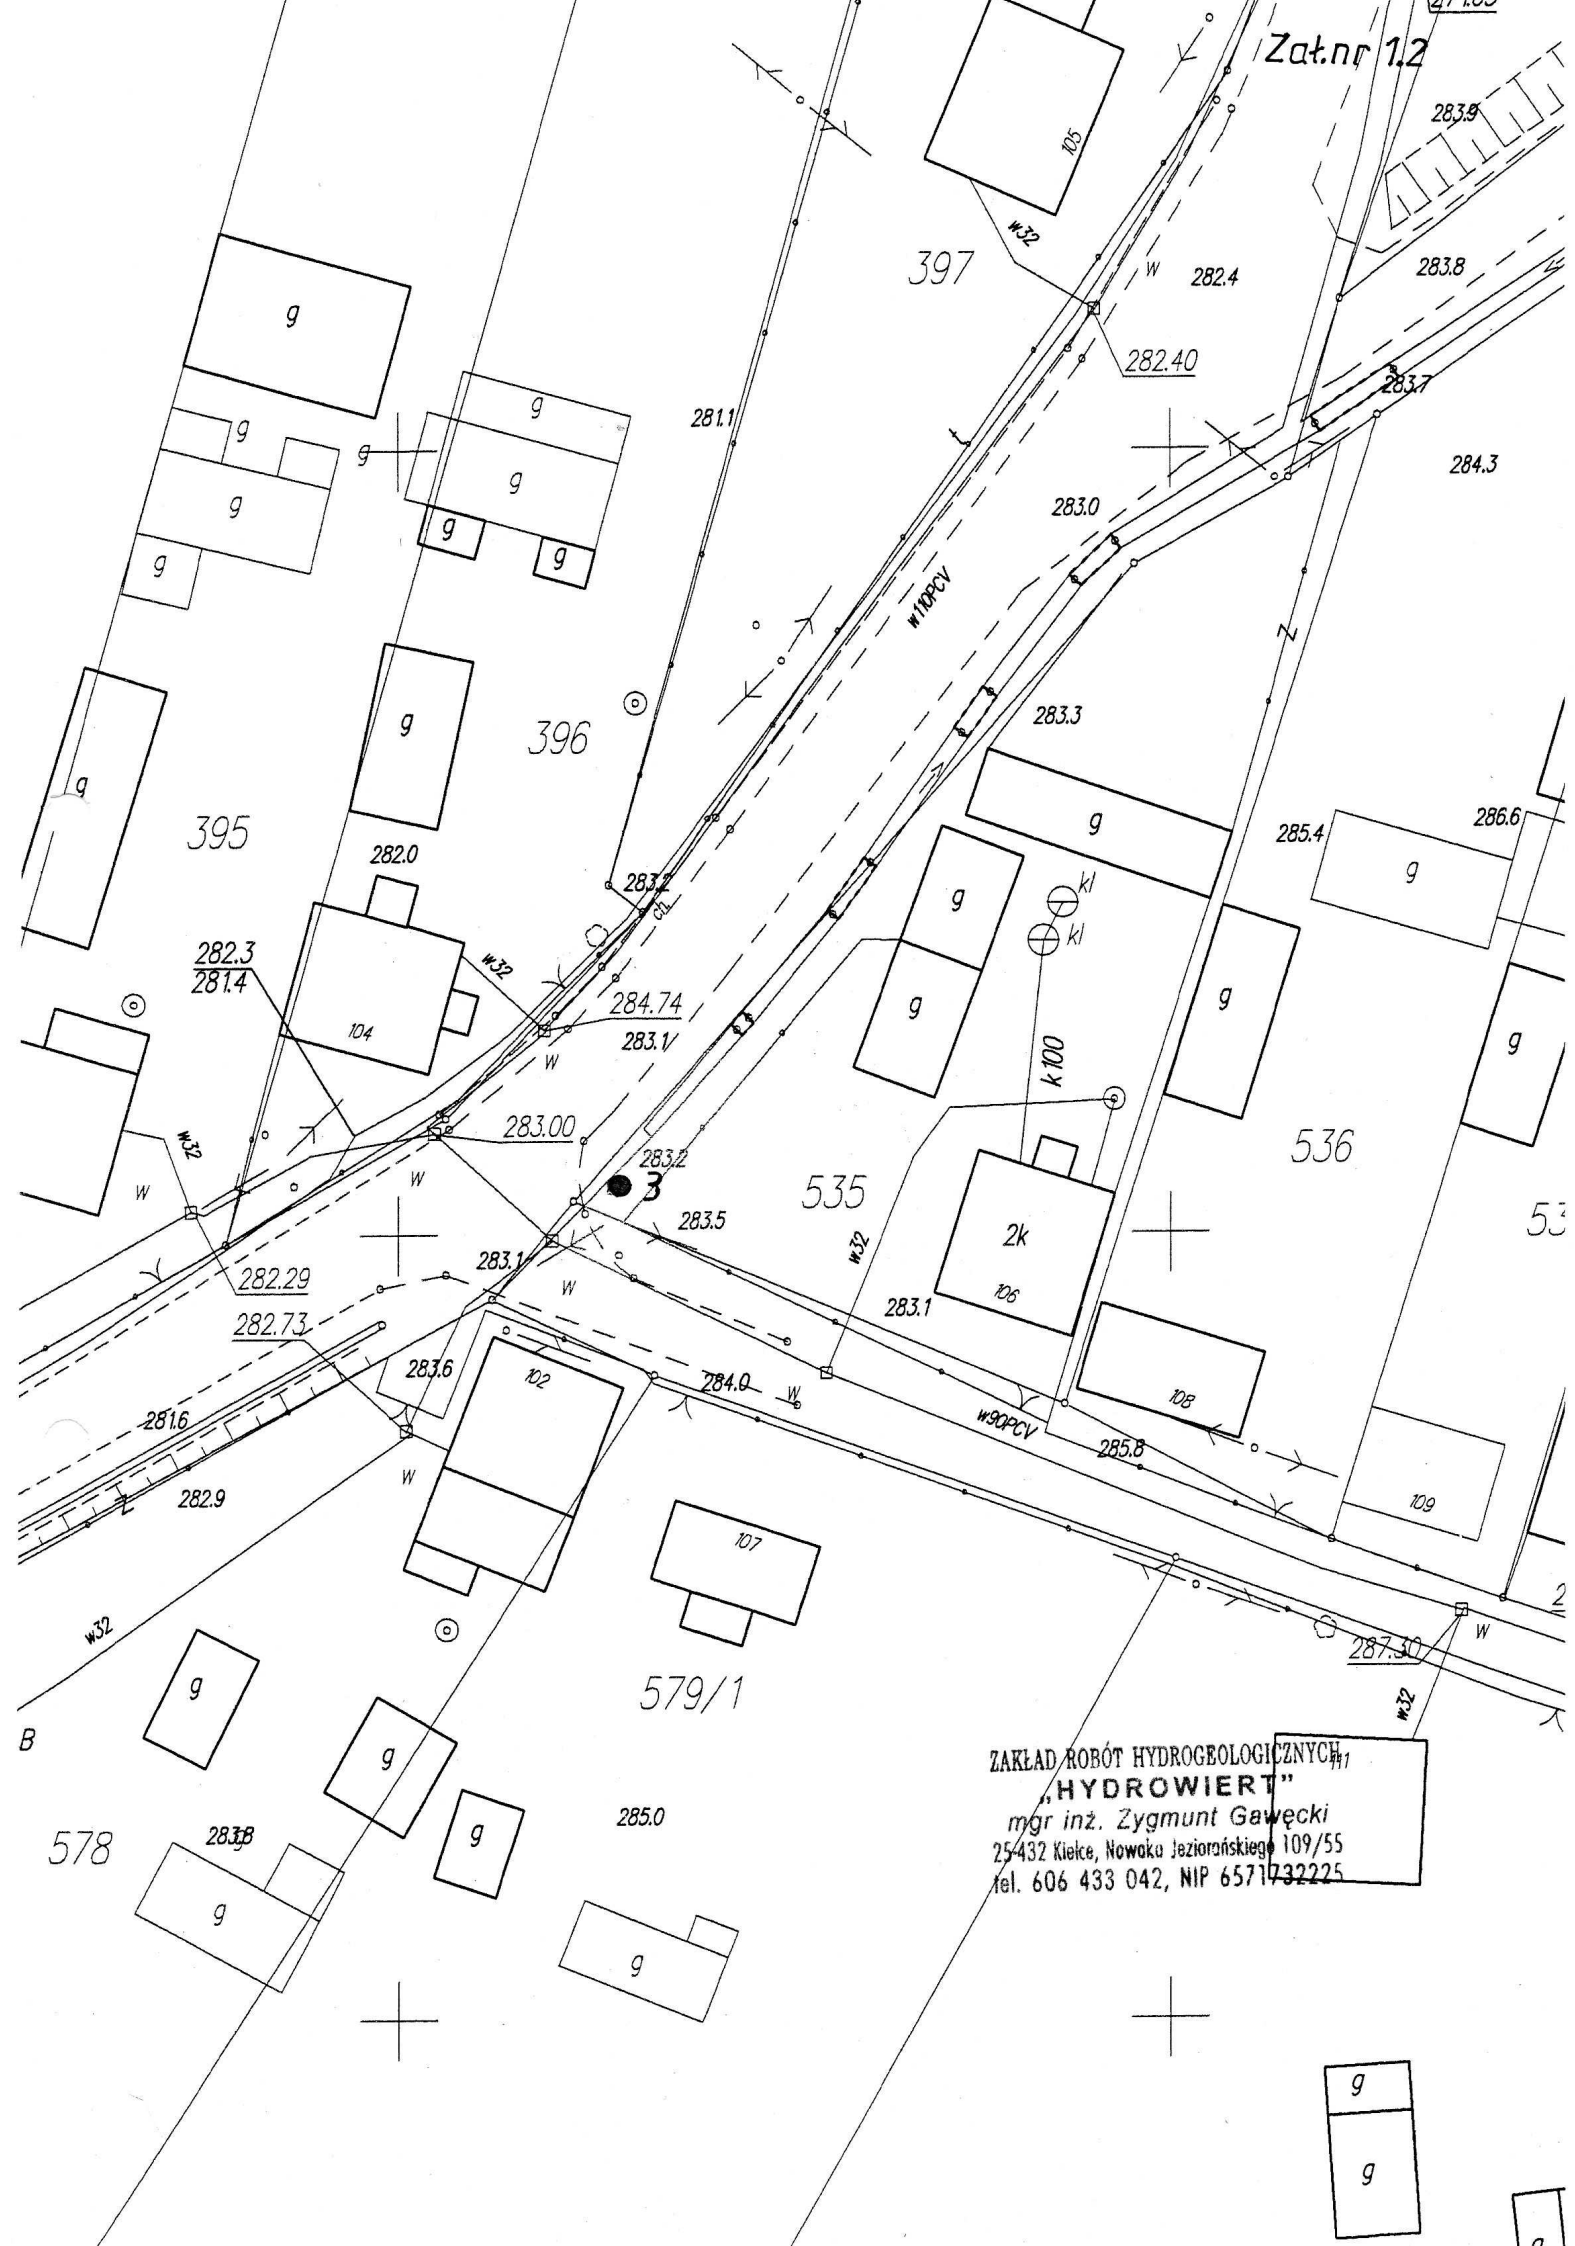 Zał.nr 1.2
283.9
105
w32
397
W
282.4
283.8
282.40
g
283.7
g
281.1
g
g
284.3
g
g
g
283.0
g
g
g
w110PCV
Z
283.3
g
396
g
395
285.4
286.6
g
g
282.0
283.2
ch.
kl
g
kl
282.3
281.4
w32
g
g
284.74
104
283.1
g
W
k100
283.00
w32
283.2
3
536
W
W
535
283.5
53
2k
w32
283.1
282.29
W
106
283.1
282.73
283.6
102
284.0
W
108
281.6
w90PCV
285.8
W
Z
282.9
109
107
w32
W
287.30
g
579/1
w32
B
g
ZAKŁAD ROBÓT HYDROGEOLOGICZNYCH
111
„HYDROWIERT”
mgr inż. Zygmunt Gawęcki
25-432 Kielce, Nowaka Jeziorańskiego 109/55
tel. 606 433 042, NIP 6571732225
285.0
578
283.8
g
g
g
g
g
g
g